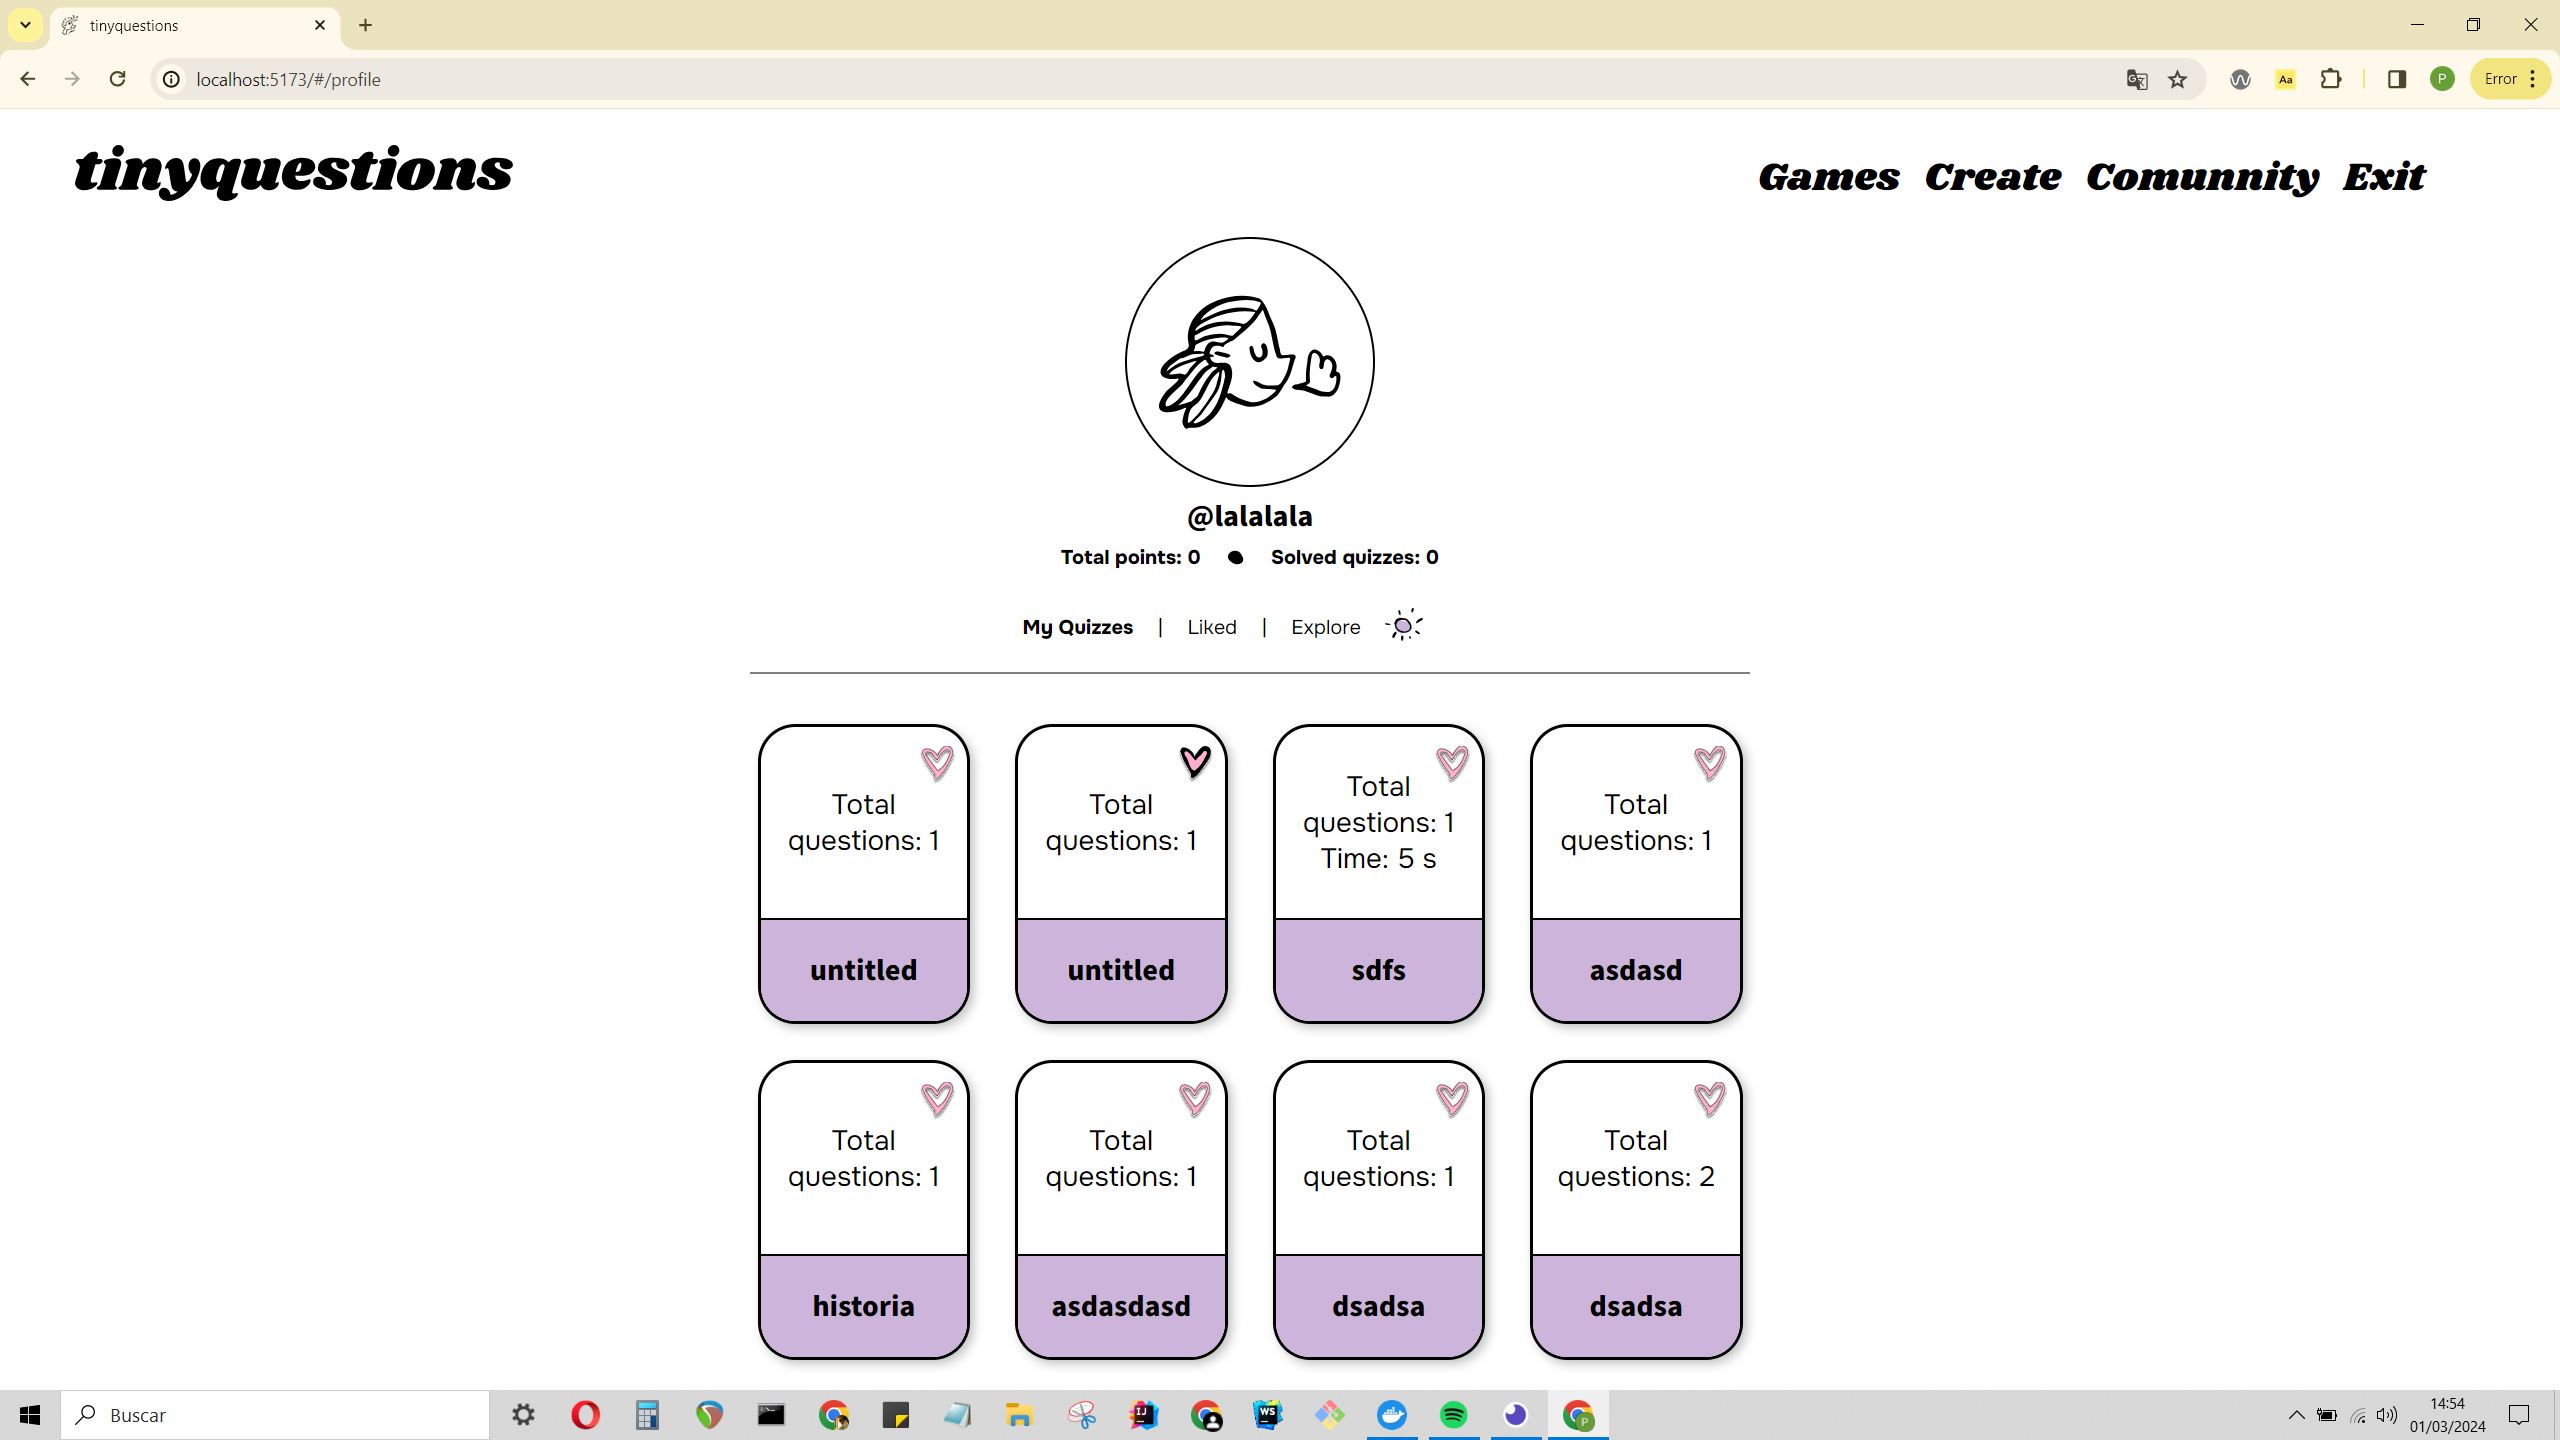 tinyquestions
localhost:5173/#/profile
Aa
P
Error
tinyquestions
Games Create Comunnity Exit
@lalalala
Total points: 0 Solved quizzes: 0
My Quizzes | Liked | Explore
Total
questions: 1
untitled
Total
questions: 1
untitled
Total
questions: 1
Time: 5 s
sdfs
Total
questions: 1
asdasd
Total
questions: 1
historia
Total
questions: 1
asdasdasd
Total
questions: 1
dsadsa
Total
questions: 2
dsadsa
Buscar
IJ
WS
P
14:54
01/03/2024